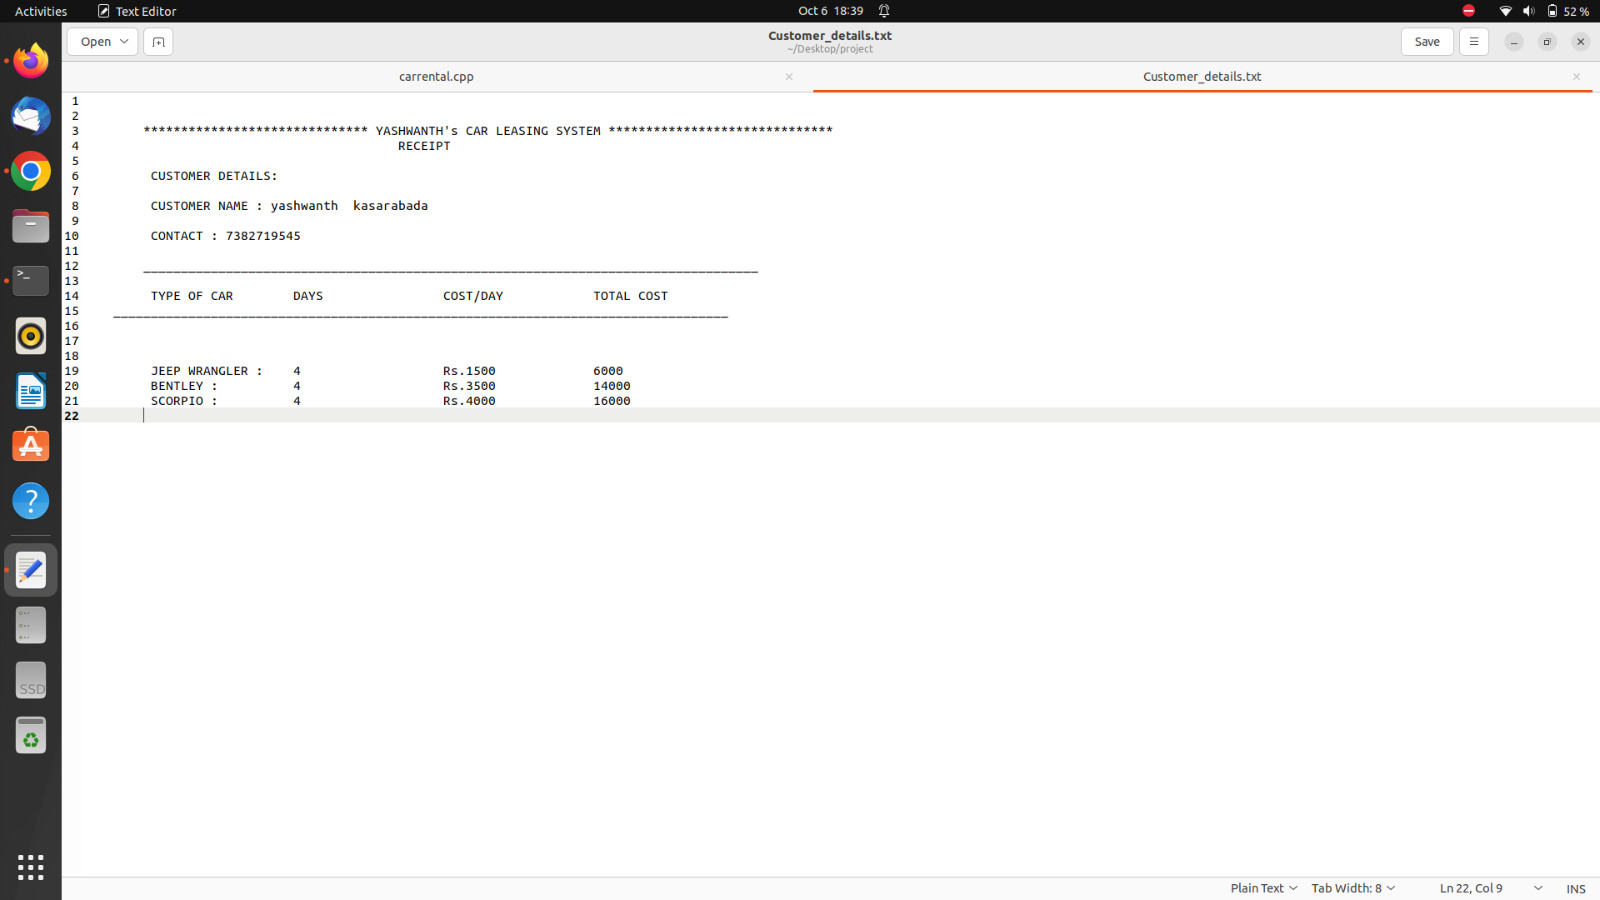 Activities Text Editor Oct 6 18:39 52 %
Open Customer_details.txt Save
~/Desktop/project
carrental.cpp Customer_details.txt
1
2
3 ****************************** YASHWANTH's CAR LEASING SYSTEM ******************************
4 RECEIPT
5
6 CUSTOMER DETAILS:
7
8 CUSTOMER NAME : yashwanth  kasarabada
9
10 CONTACT : 7382719545
11
12 __________________________________________________________________________________
13
14 TYPE OF CAR DAYS COST/DAY TOTAL COST
15 __________________________________________________________________________________
16
17
18
19 JEEP WRANGLER : 4 Rs.1500 6000
20 BENTLEY : 4 Rs.3500 14000
21 SCORPIO : 4 Rs.4000 16000
22
SSD
Plain Text Tab Width: 8 Ln 22, Col 9 INS